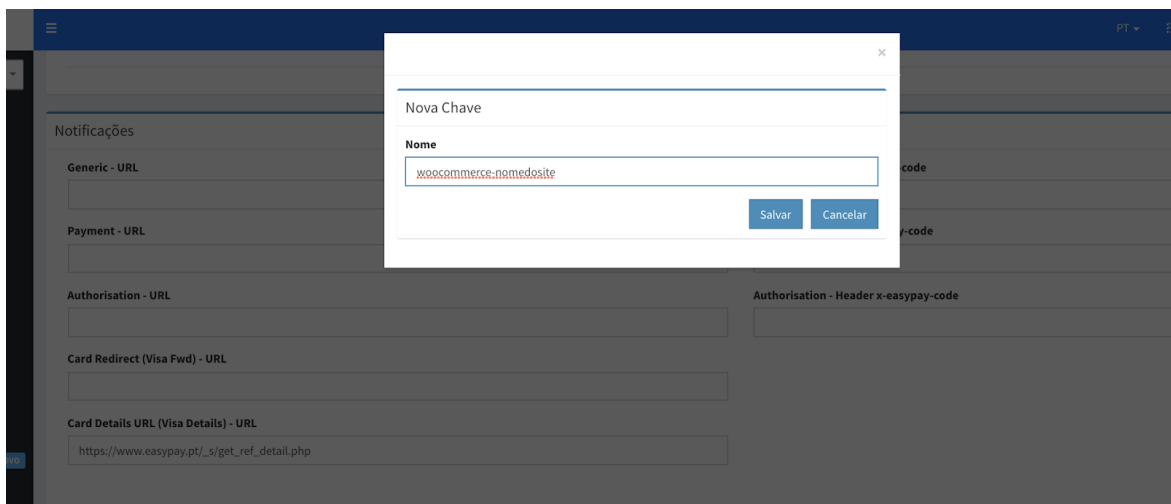 PT
×
Nova Chave
Notificações
Nome
Generic - URL
woocommerce-nomedosite
code
Salvar
Cancelar
Payment - URL
y-code
Authorisation - URL
Authorisation - Header x-easypay-code
Card Redirect (Visa Fwd) - URL
Card Details URL (Visa Details) - URL
https://www.easypay.pt/_s/get_ref_detail.php
ivo